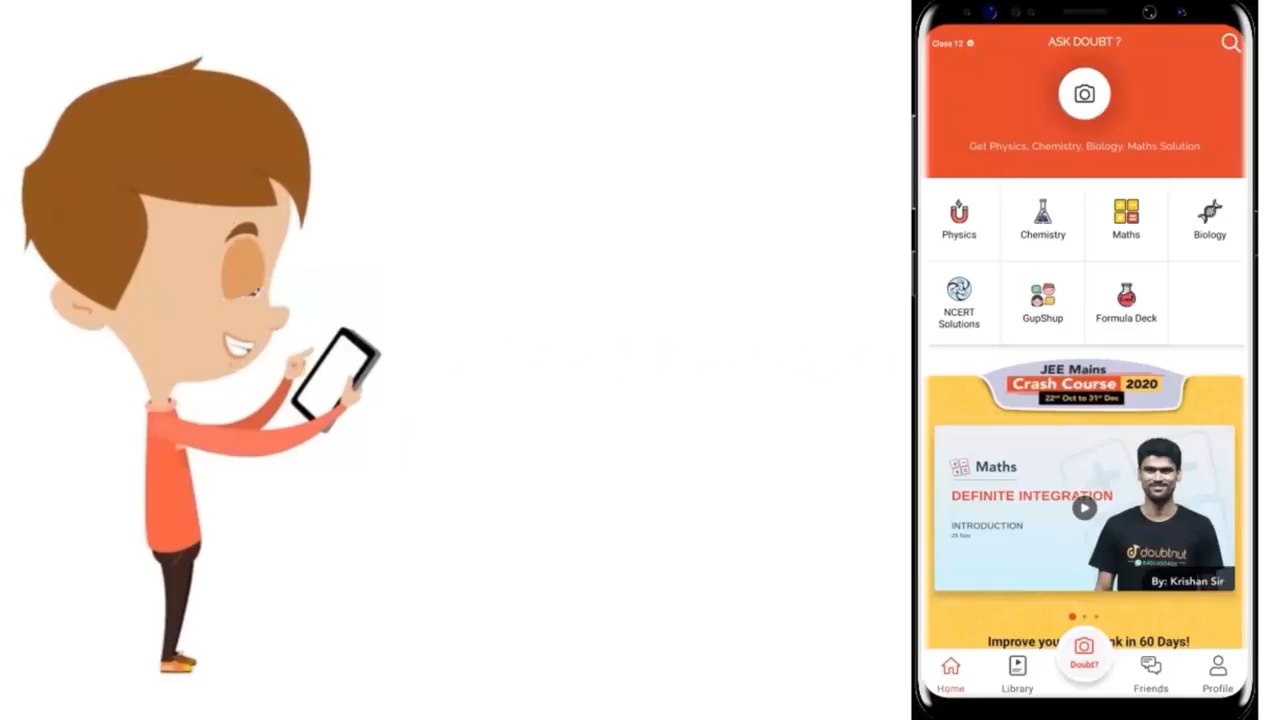 Class 12
ASK DOUBT ?
Get Physics, Chemistry, Biology, Maths Solution
Physics
Chemistry
Maths
Biology
NCERT
Solutions
GupShup
Formula Deck
JEE Mains
Crash Course 2020
22nd Oct to 31st Dec
Maths
DEFINITE INTEGRATION
INTRODUCTION
doubtnut
By: Krishan Sir
Improve you nk in 60 Days!
Doubt?
Home
Library
Friends
Profile